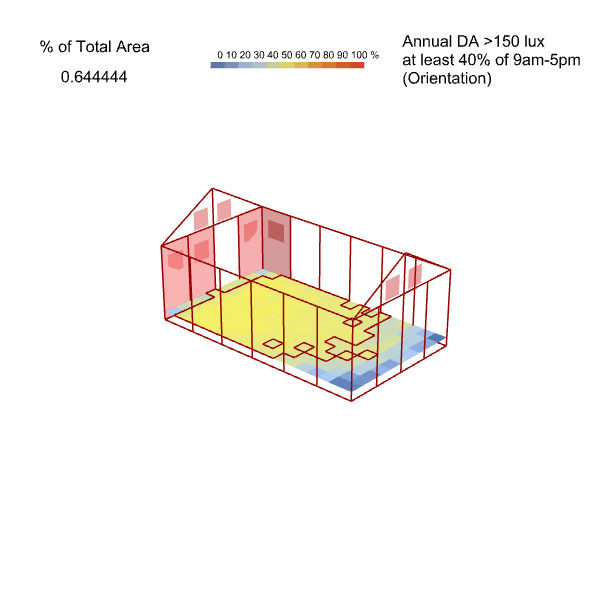 % of Total Area
0.644444
0 10 20 30 40 50 60 70 80 90 100 %
Annual DA >150 lux
at least 40% of 9am-5pm
(Orientation)